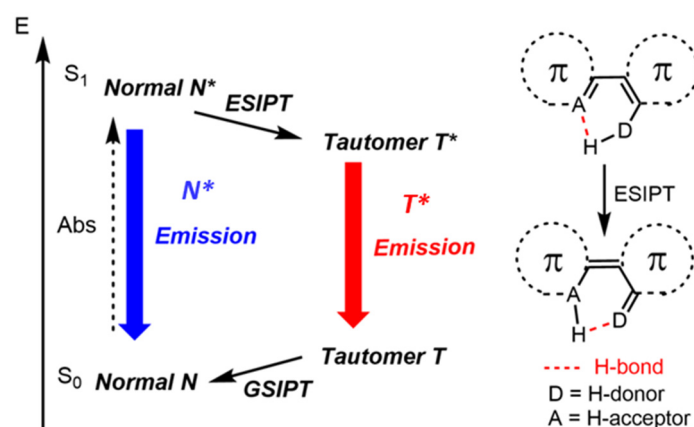 E
S1
Normal N*
ESIPT
Tautomer T*
Abs
N*
Emission
T*
Emission
S0
Normal N
GSIPT
Tautomer T
π
π
A
D
H
ESIPT
π
π
A
D
H
H-bond
D = H-donor
A = H-acceptor